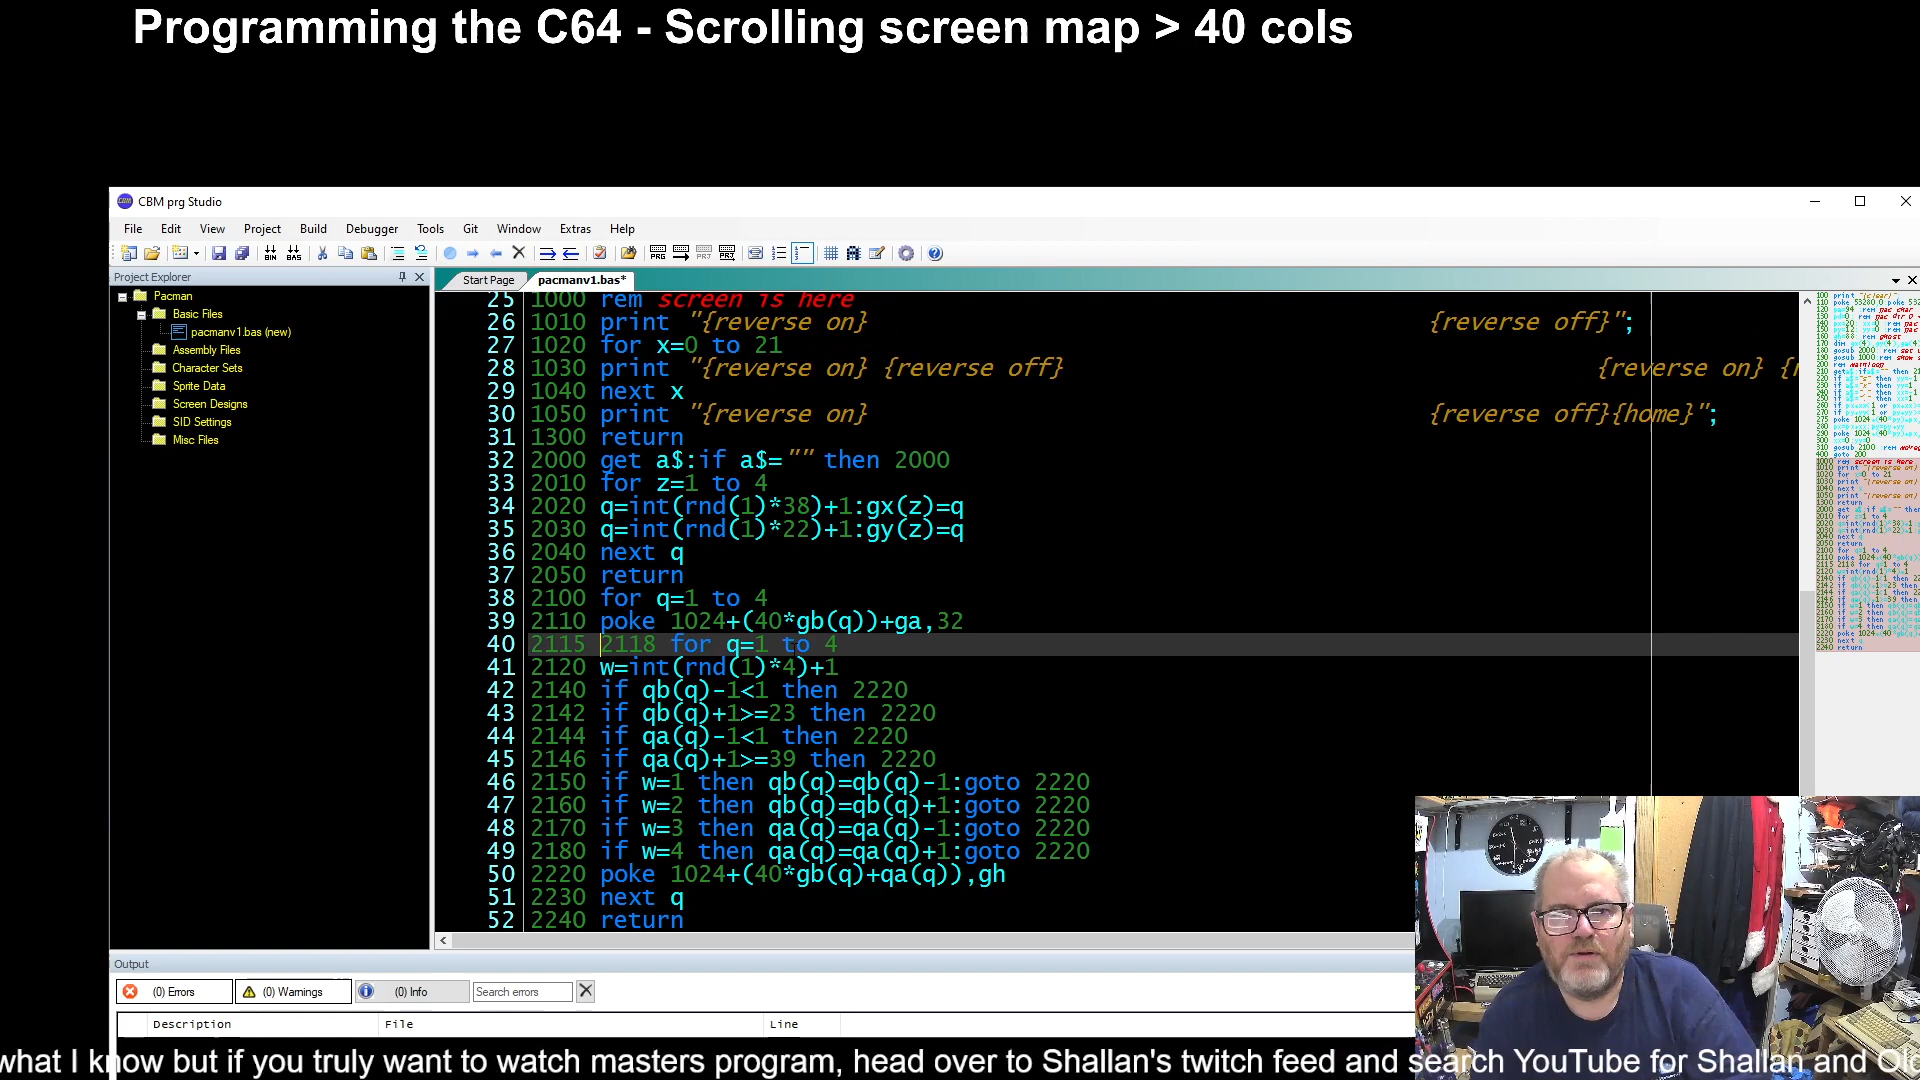 Programming the C64 - Scrolling screen map > 40 cols
CBM prg Studio
File Edit View Project Build Debugger Tools Git Window Extras Help
Project Explorer
Start Page pacmanv1.bas*
Pacman
Basic Files
pacmanv1.bas (new)
Assembly Files
Character Sets
Sprite Data
Screen Designs
SID Settings
Misc Files
25 1000 rem screen is here
26 1010 print "{reverse on} {reverse off}";
27 1020 for x=0 to 21
28 1030 print "{reverse on} {reverse off} {reverse on}
29 1040 next x
30 1050 print "{reverse on} {reverse off}{home}";
31 1300 return
32 2000 get a$:if a$="" then 2000
33 2010 for z=1 to 4
34 2020 q=int(rnd(1)*38)+1:gx(z)=q
35 2030 q=int(rnd(1)*22)+1:gy(z)=q
36 2040 next q
37 2050 return
38 2100 for q=1 to 4
39 2110 poke 1024+(40*gb(q))+ga,32
40 2115 2118 for q=1 to 4
41 2120 w=int(rnd(1)*4)+1
42 2140 if qb(q)-1<1 then 2220
43 2142 if qb(q)+1>=23 then 2220
44 2144 if qa(q)-1<1 then 2220
45 2146 if qa(q)+1>=39 then 2220
46 2150 if w=1 then qb(q)=qb(q)-1:goto 2220
47 2160 if w=2 then qb(q)=qb(q)+1:goto 2220
48 2170 if w=3 then qa(q)=qa(q)-1:goto 2220
49 2180 if w=4 then qa(q)=qa(q)+1:goto 2220
50 2220 poke 1024+(40*gb(q)+qa(q)),gh
51 2230 next q
52 2240 return
Output
(0) Errors (0) Warnings (0) Info Search errors
Description File Line
what I know but if you truly want to watch masters program, head over to Shallan's twitch feed and search YouTube for Shallan and